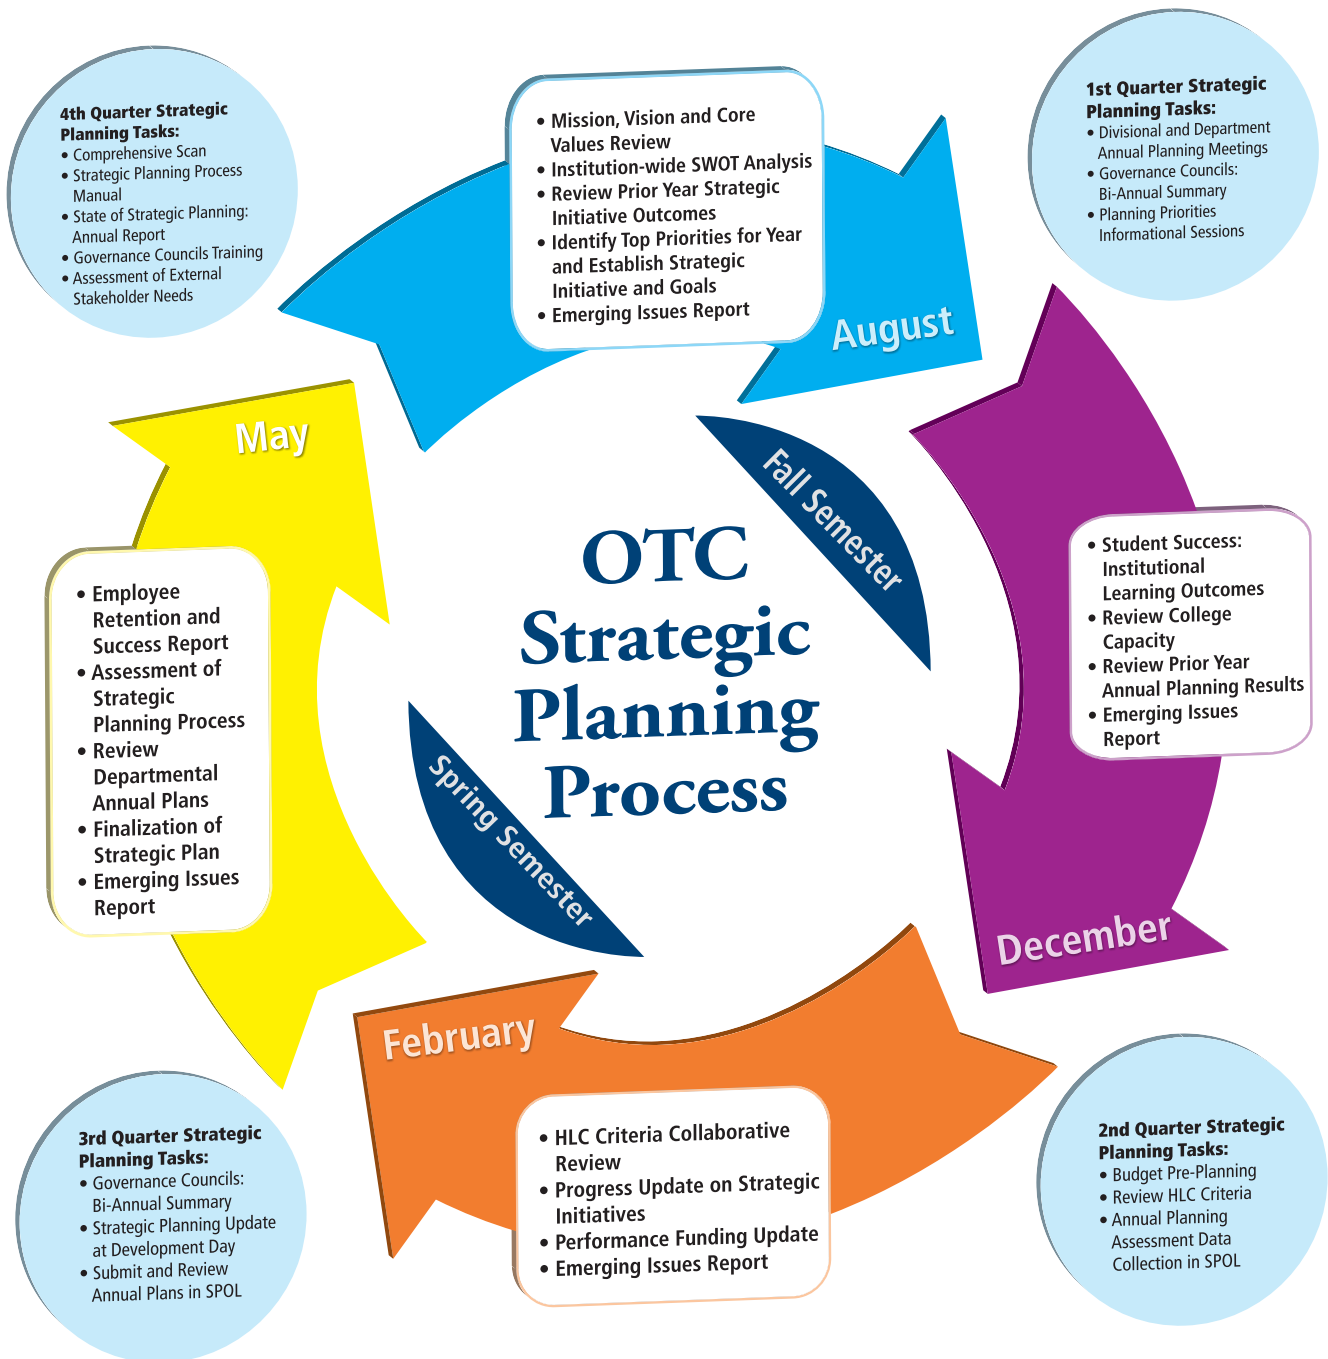 4th Quarter Strategic
Planning Tasks:
• Comprehensive Scan
• Strategic Planning Process
Manual
• State of Strategic Planning:
Annual Report
• Governance Councils Training
• Assessment of External
Stakeholder Needs
• Mission, Vision and Core
Values Review
• Institution-wide SWOT Analysis
• Review Prior Year Strategic
Initiative Outcomes
• Identify Top Priorities for Year
and Establish Strategic
Initiative and Goals
• Emerging Issues Report
1st Quarter Strategic
Planning Tasks:
• Divisional and Department
Annual Planning Meetings
• Governance Councils:
Bi-Annual Summary
• Planning Priorities
Informational Sessions
August
May
Fall Semester
OTC
Strategic
Planning
Process
Spring Semester
• Employee
Retention and
Success Report
• Assessment of
Strategic
Planning Process
• Review
Departmental
Annual Plans
• Finalization of
Strategic Plan
• Emerging Issues
Report
• Student Success:
Institutional
Learning Outcomes
• Review College
Capacity
• Review Prior Year
Annual Planning Results
• Emerging Issues
Report
December
February
3rd Quarter Strategic
Planning Tasks:
• Governance Councils:
Bi-Annual Summary
• Strategic Planning Update
at Development Day
• Submit and Review
Annual Plans in SPOL
• HLC Criteria Collaborative
Review
• Progress Update on Strategic
Initiatives
• Performance Funding Update
• Emerging Issues Report
2nd Quarter Strategic
Planning Tasks:
• Budget Pre-Planning
• Review HLC Criteria
• Annual Planning
Assessment Data
Collection in SPOL